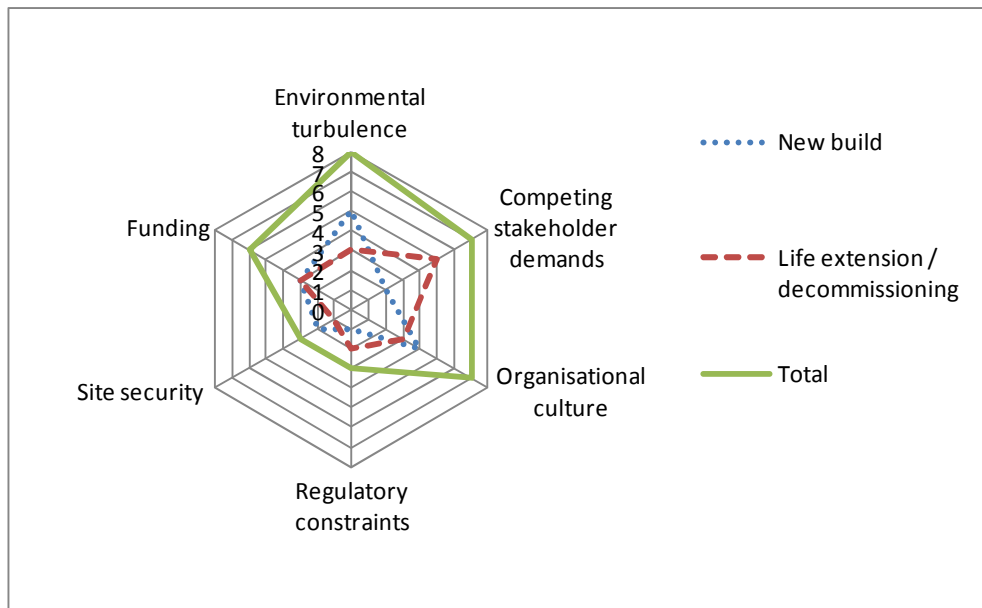 Environmental
turbulence
8
7
6
5
4
3
2
1
0
Competing
stakeholder
demands
Organisational
culture
Regulatory
constraints
Site security
Funding
New build
Life extension /
decommissioning
Total